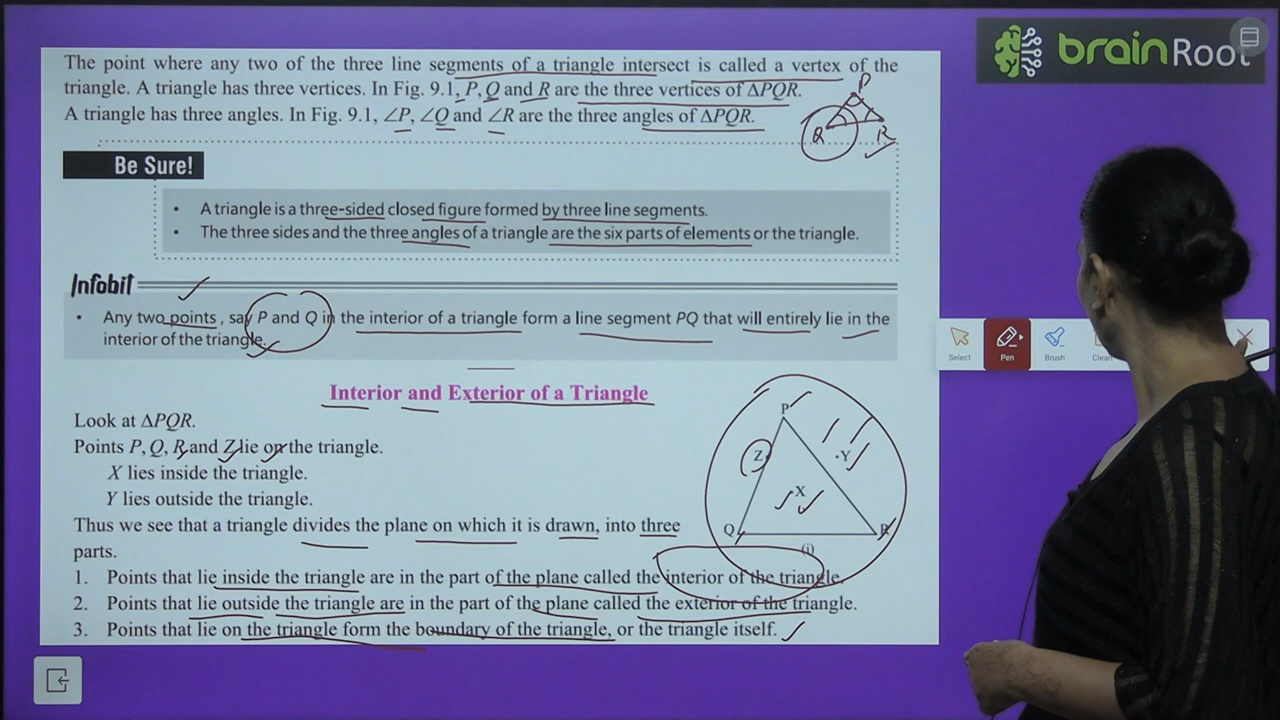 The point where any two of the three line segments of a triangle intersect is called a vertex of the
triangle. A triangle has three vertices. In Fig. 9.1, P, Q and R are the three vertices of ΔPQR.
A triangle has three angles. In Fig. 9.1, ∠P, ∠Q and ∠R are the three angles of ΔPQR.
P
Q R
brainRoot
Be Sure!
• A triangle is a three-sided closed figure formed by three line segments.
• The three sides and the three angles of a triangle are the six parts of elements or the triangle.
Infobit
• Any two points , say P and Q in the interior of a triangle form a line segment PQ that will entirely lie in the
interior of the triangle.
Select Pen Brush Clean
Interior and Exterior of a Triangle
Look at ΔPQR.
Points P, Q, R and Z lie on the triangle.
X lies inside the triangle.
Y lies outside the triangle.
Thus we see that a triangle divides the plane on which it is drawn, into three
parts.
P
Z ·Y
X
Q R
(i)
1. Points that lie inside the triangle are in the part of the plane called the interior of the triangle.
2. Points that lie outside the triangle are in the part of the plane called the exterior of the triangle.
3. Points that lie on the triangle form the boundary of the triangle, or the triangle itself.